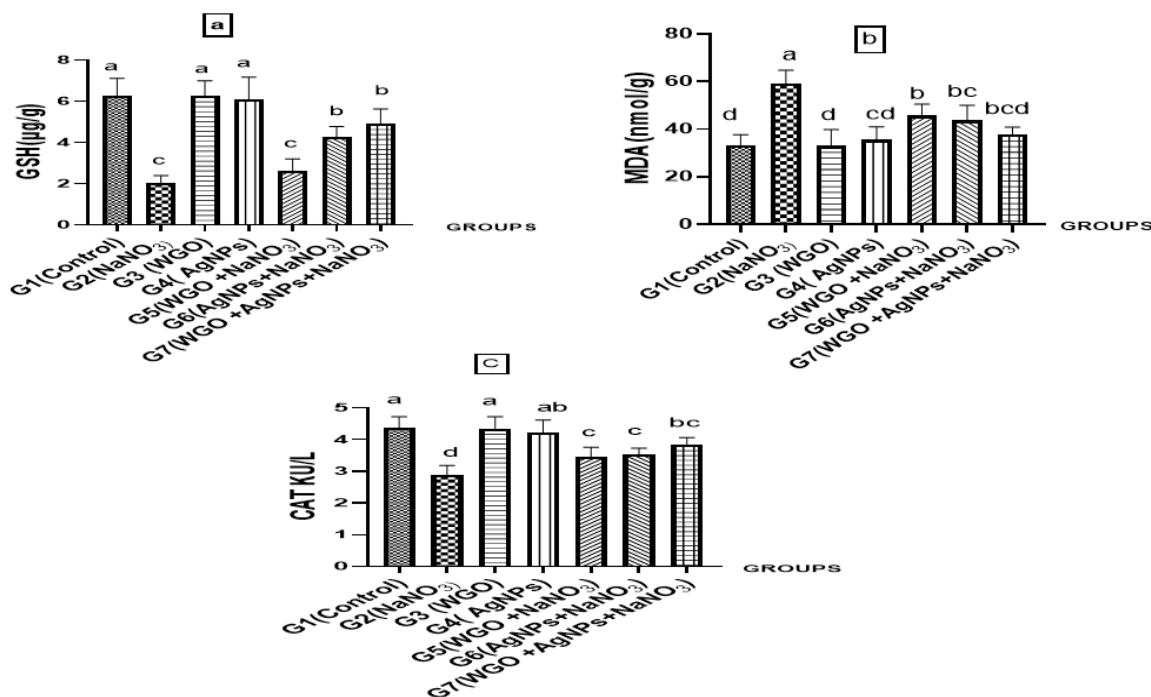 a
GSH(µg/g)
8
6
4
2
0
a
c
a
a
c
b
b
GROUPS
G1(Control)
G2(NaNO₃)
G3 (WGO)
G4( AgNPs)
G5(WGO +NaNO₃)
G6(AgNPs+NaNO₃)
G7(WGO +AgNPs+NaNO₃)
b
MDA (nmol/g)
80
60
40
20
0
d
a
d
cd
b
bc
bcd
GROUPS
G1(Control)
G2(NaNO₃)
G3 (WGO)
G4( AgNPs)
G5(WGO +NaNO₃)
G6(AgNPs+NaNO₃)
G7(WGO +AgNPs+NaNO₃)
c
CAT KU/L
5
4
3
2
1
0
a
d
a
ab
c
c
bc
GROUPS
G1(Control)
G2(NaNO₃)
G3 (WGO)
G4( AgNPs)
G5(WGO +NaNO₃)
G6(AgNPs+NaNO₃)
G7(WGO +AgNPs+NaNO₃)